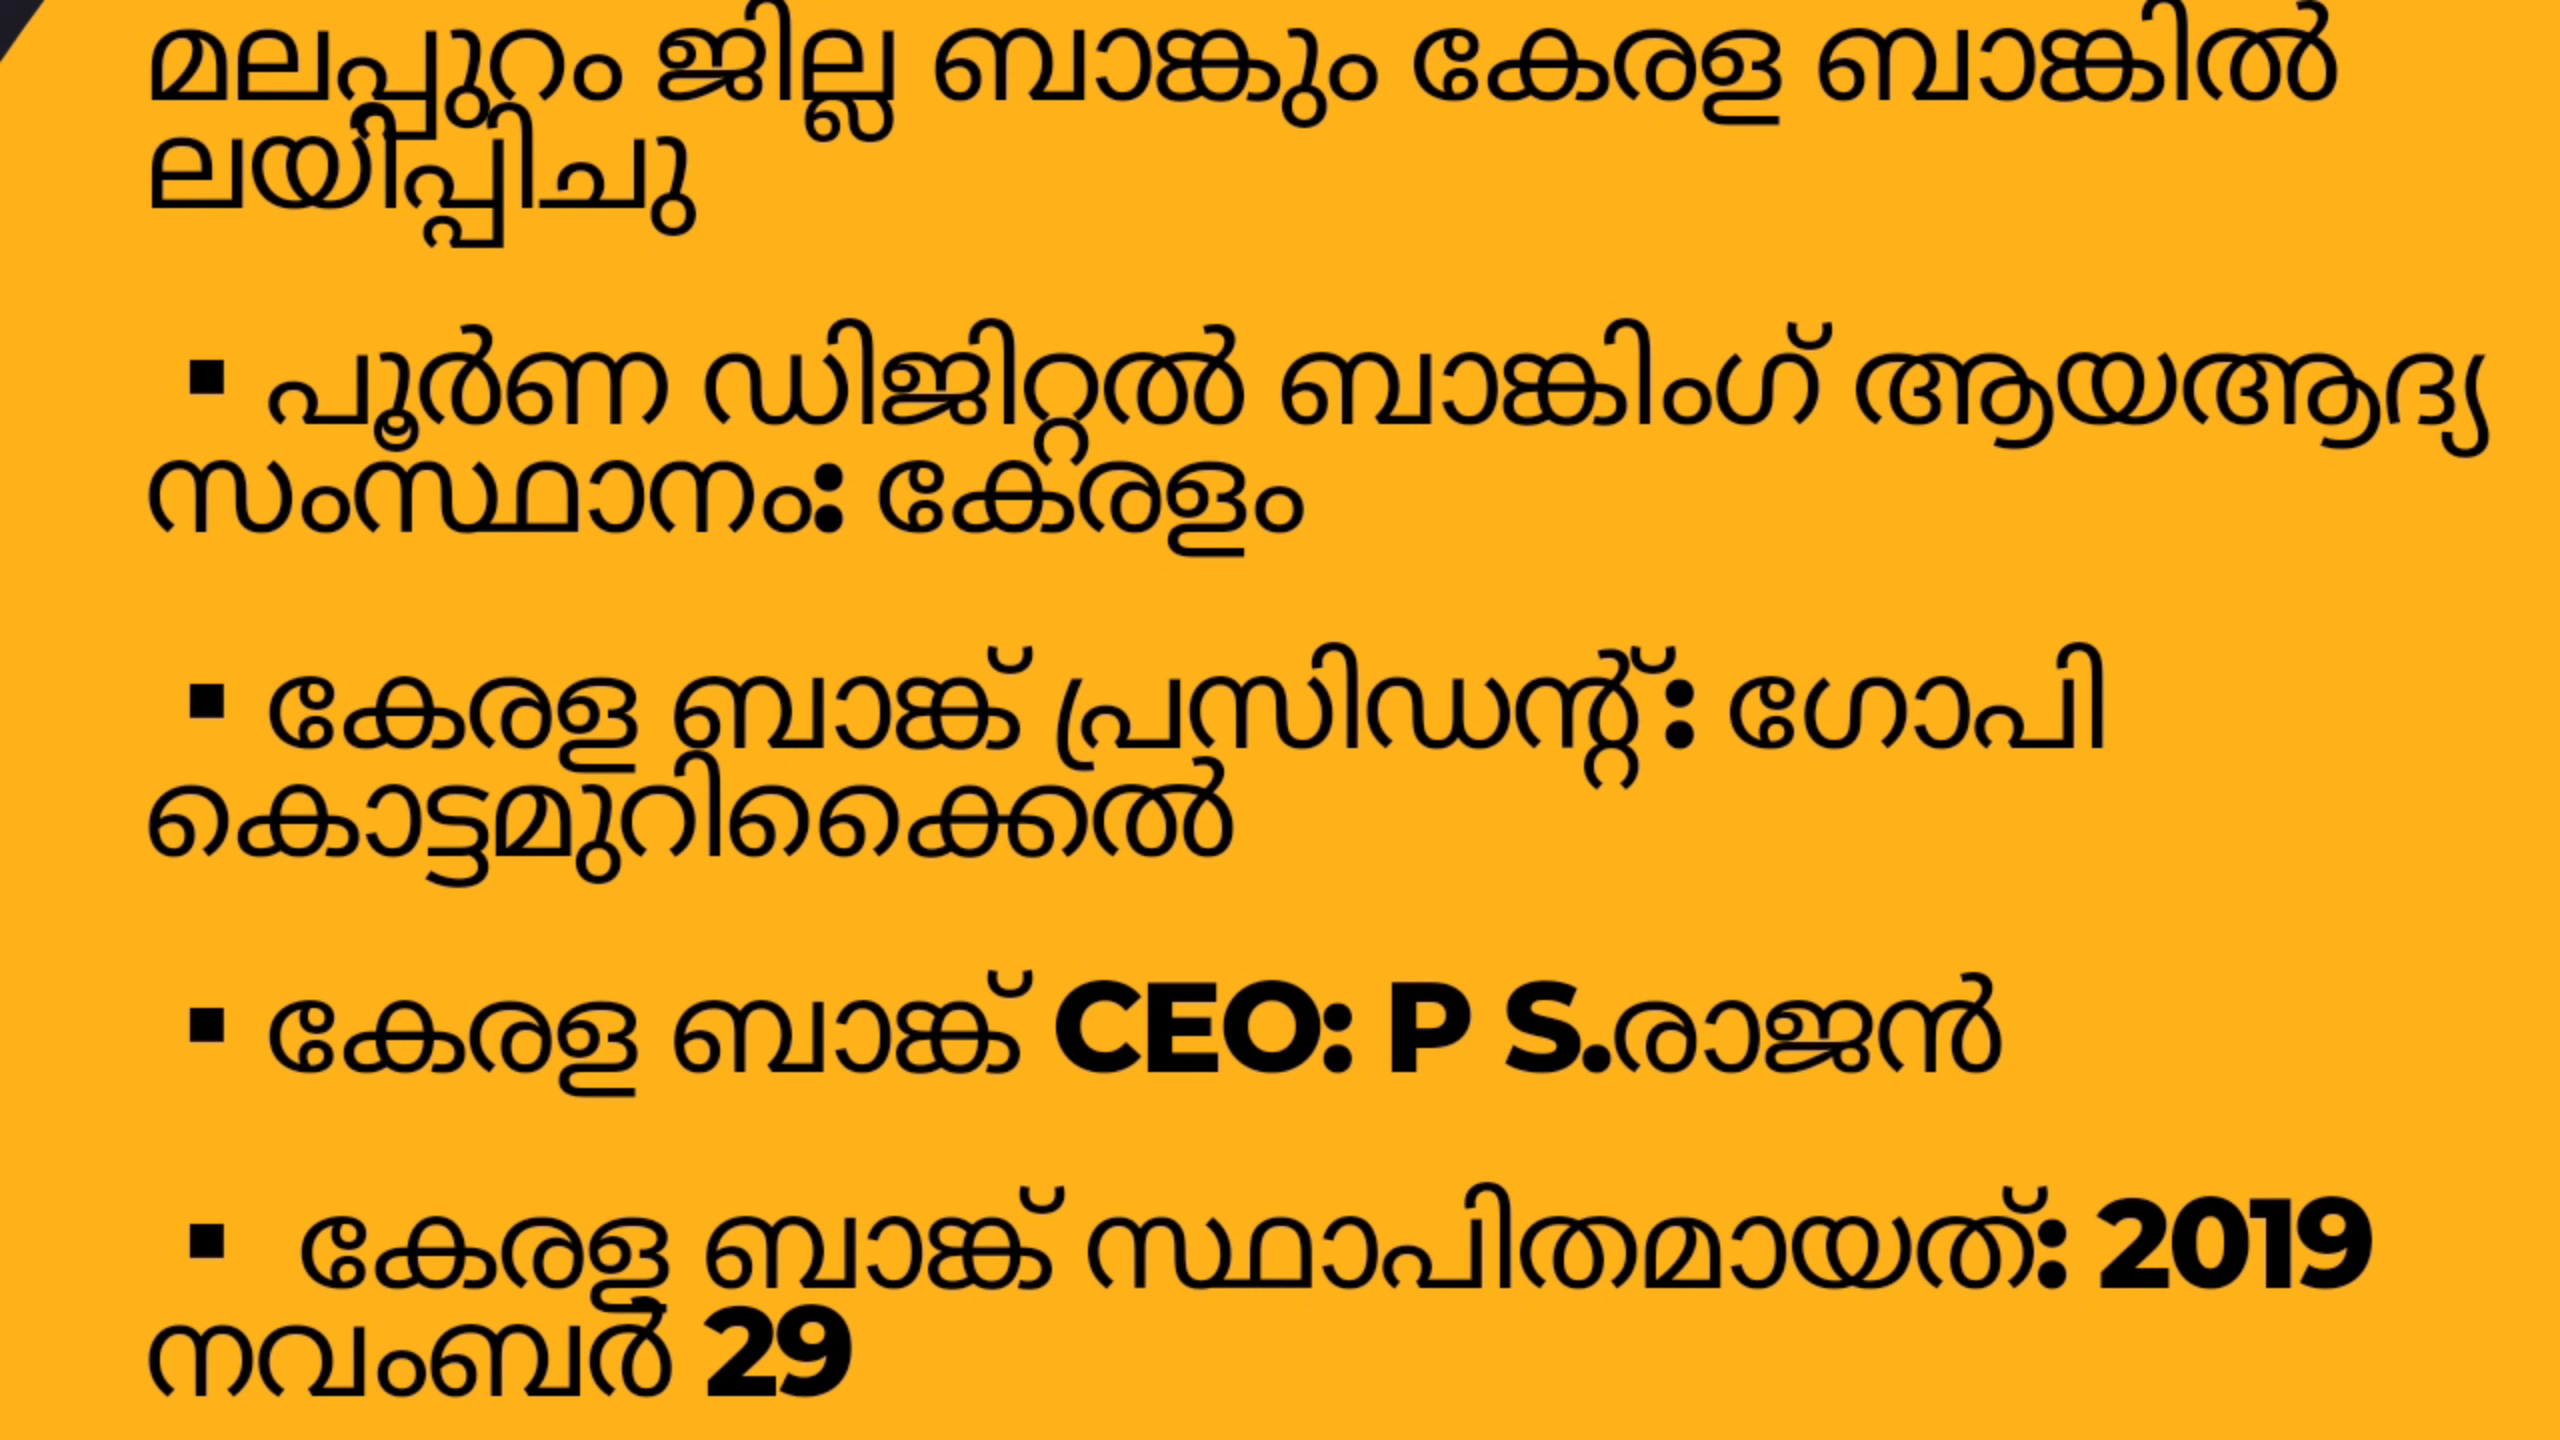 മലപ്പുറം ജില്ല ബാങ്കും കേരള ബാങ്കിൽ
ലയിപ്പിചു
▪ പൂർണ ഡിജിറ്റൽ ബാങ്കിംഗ് ആയആദ്യ
സംസ്ഥാനം: കേരളം
▪ കേരള ബാങ്ക് പ്രസിഡന്റ്: ഗോപി
കൊട്ടമുറിക്കൈൽ
▪ കേരള ബാങ്ക് CEO: P S.രാജൻ
▪ കേരള ബാങ്ക് സ്ഥാപിതമായത്: 2019
നവംബർ 29